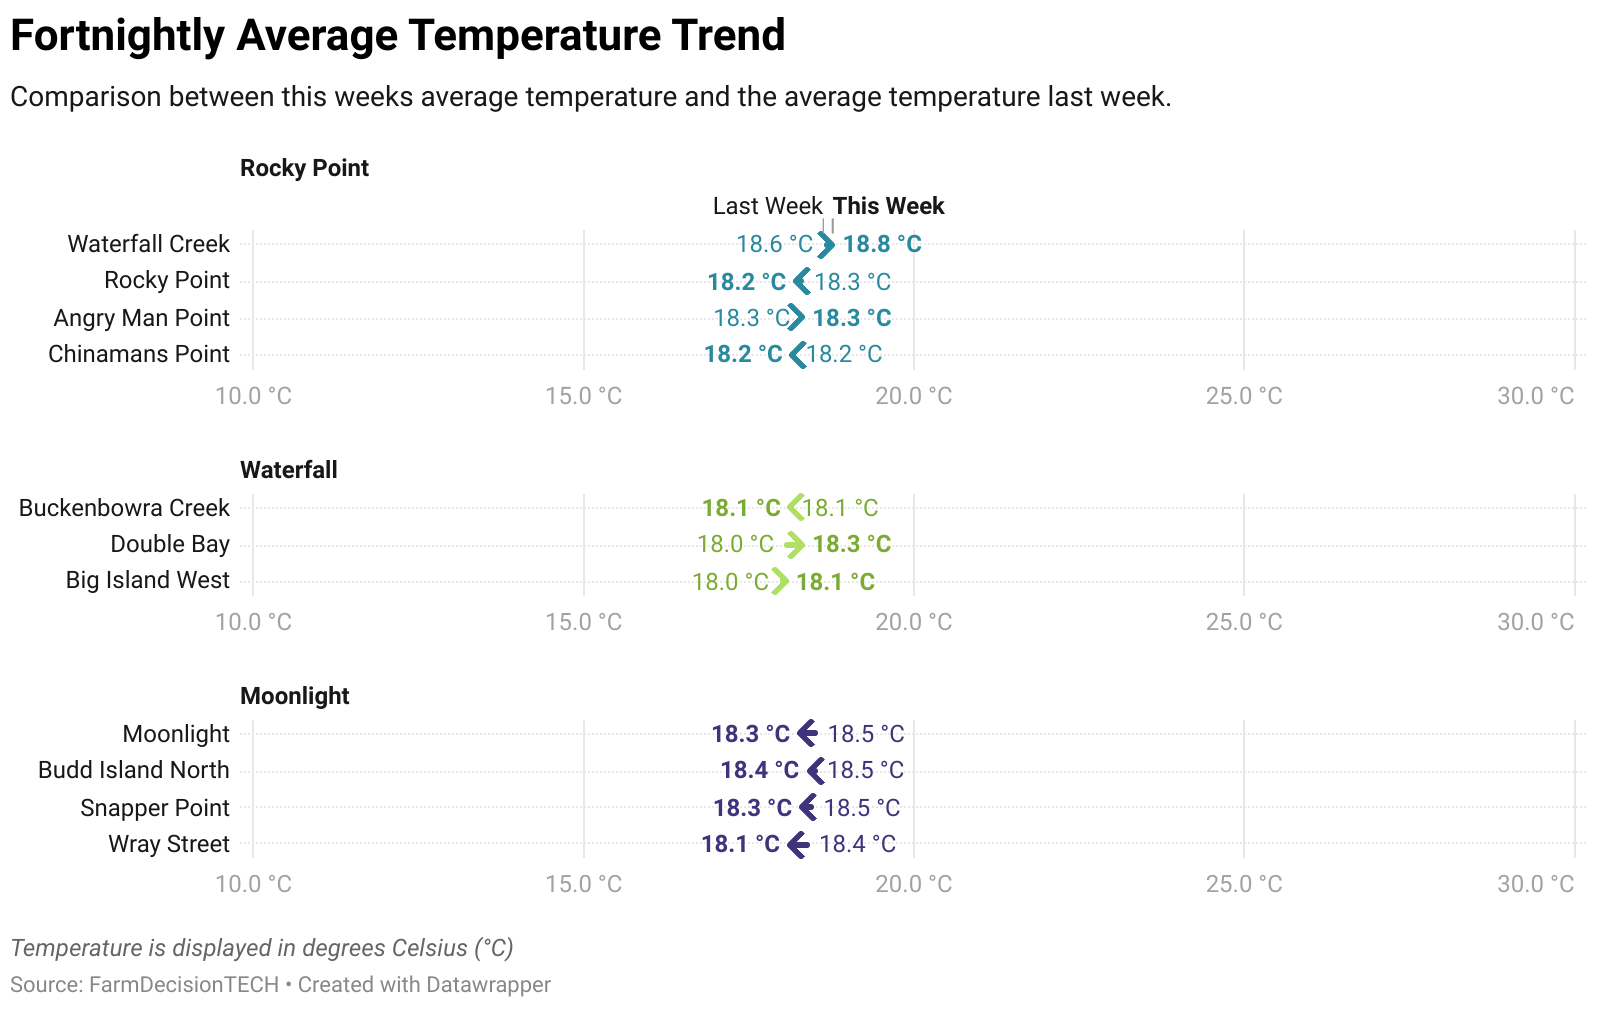 Fortnightly Average Temperature Trend
Comparison between this weeks average temperature and the average temperature last week.
Rocky Point
Last Week This Week
Waterfall Creek 18.6 °C 18.8 °C
Rocky Point 18.2 °C 18.3 °C
Angry Man Point 18.3 °C 18.3 °C
Chinamans Point 18.2 °C 18.2 °C
10.0 °C 15.0 °C 20.0 °C 25.0 °C 30.0 °C
Waterfall
Buckenbowra Creek 18.1 °C 18.1 °C
Double Bay 18.0 °C 18.3 °C
Big Island West 18.0 °C 18.1 °C
10.0 °C 15.0 °C 20.0 °C 25.0 °C 30.0 °C
Moonlight
Moonlight 18.3 °C 18.5 °C
Budd Island North 18.4 °C 18.5 °C
Snapper Point 18.3 °C 18.5 °C
Wray Street 18.1 °C 18.4 °C
10.0 °C 15.0 °C 20.0 °C 25.0 °C 30.0 °C
Temperature is displayed in degrees Celsius (°C)
Source: FarmDecisionTECH • Created with Datawrapper